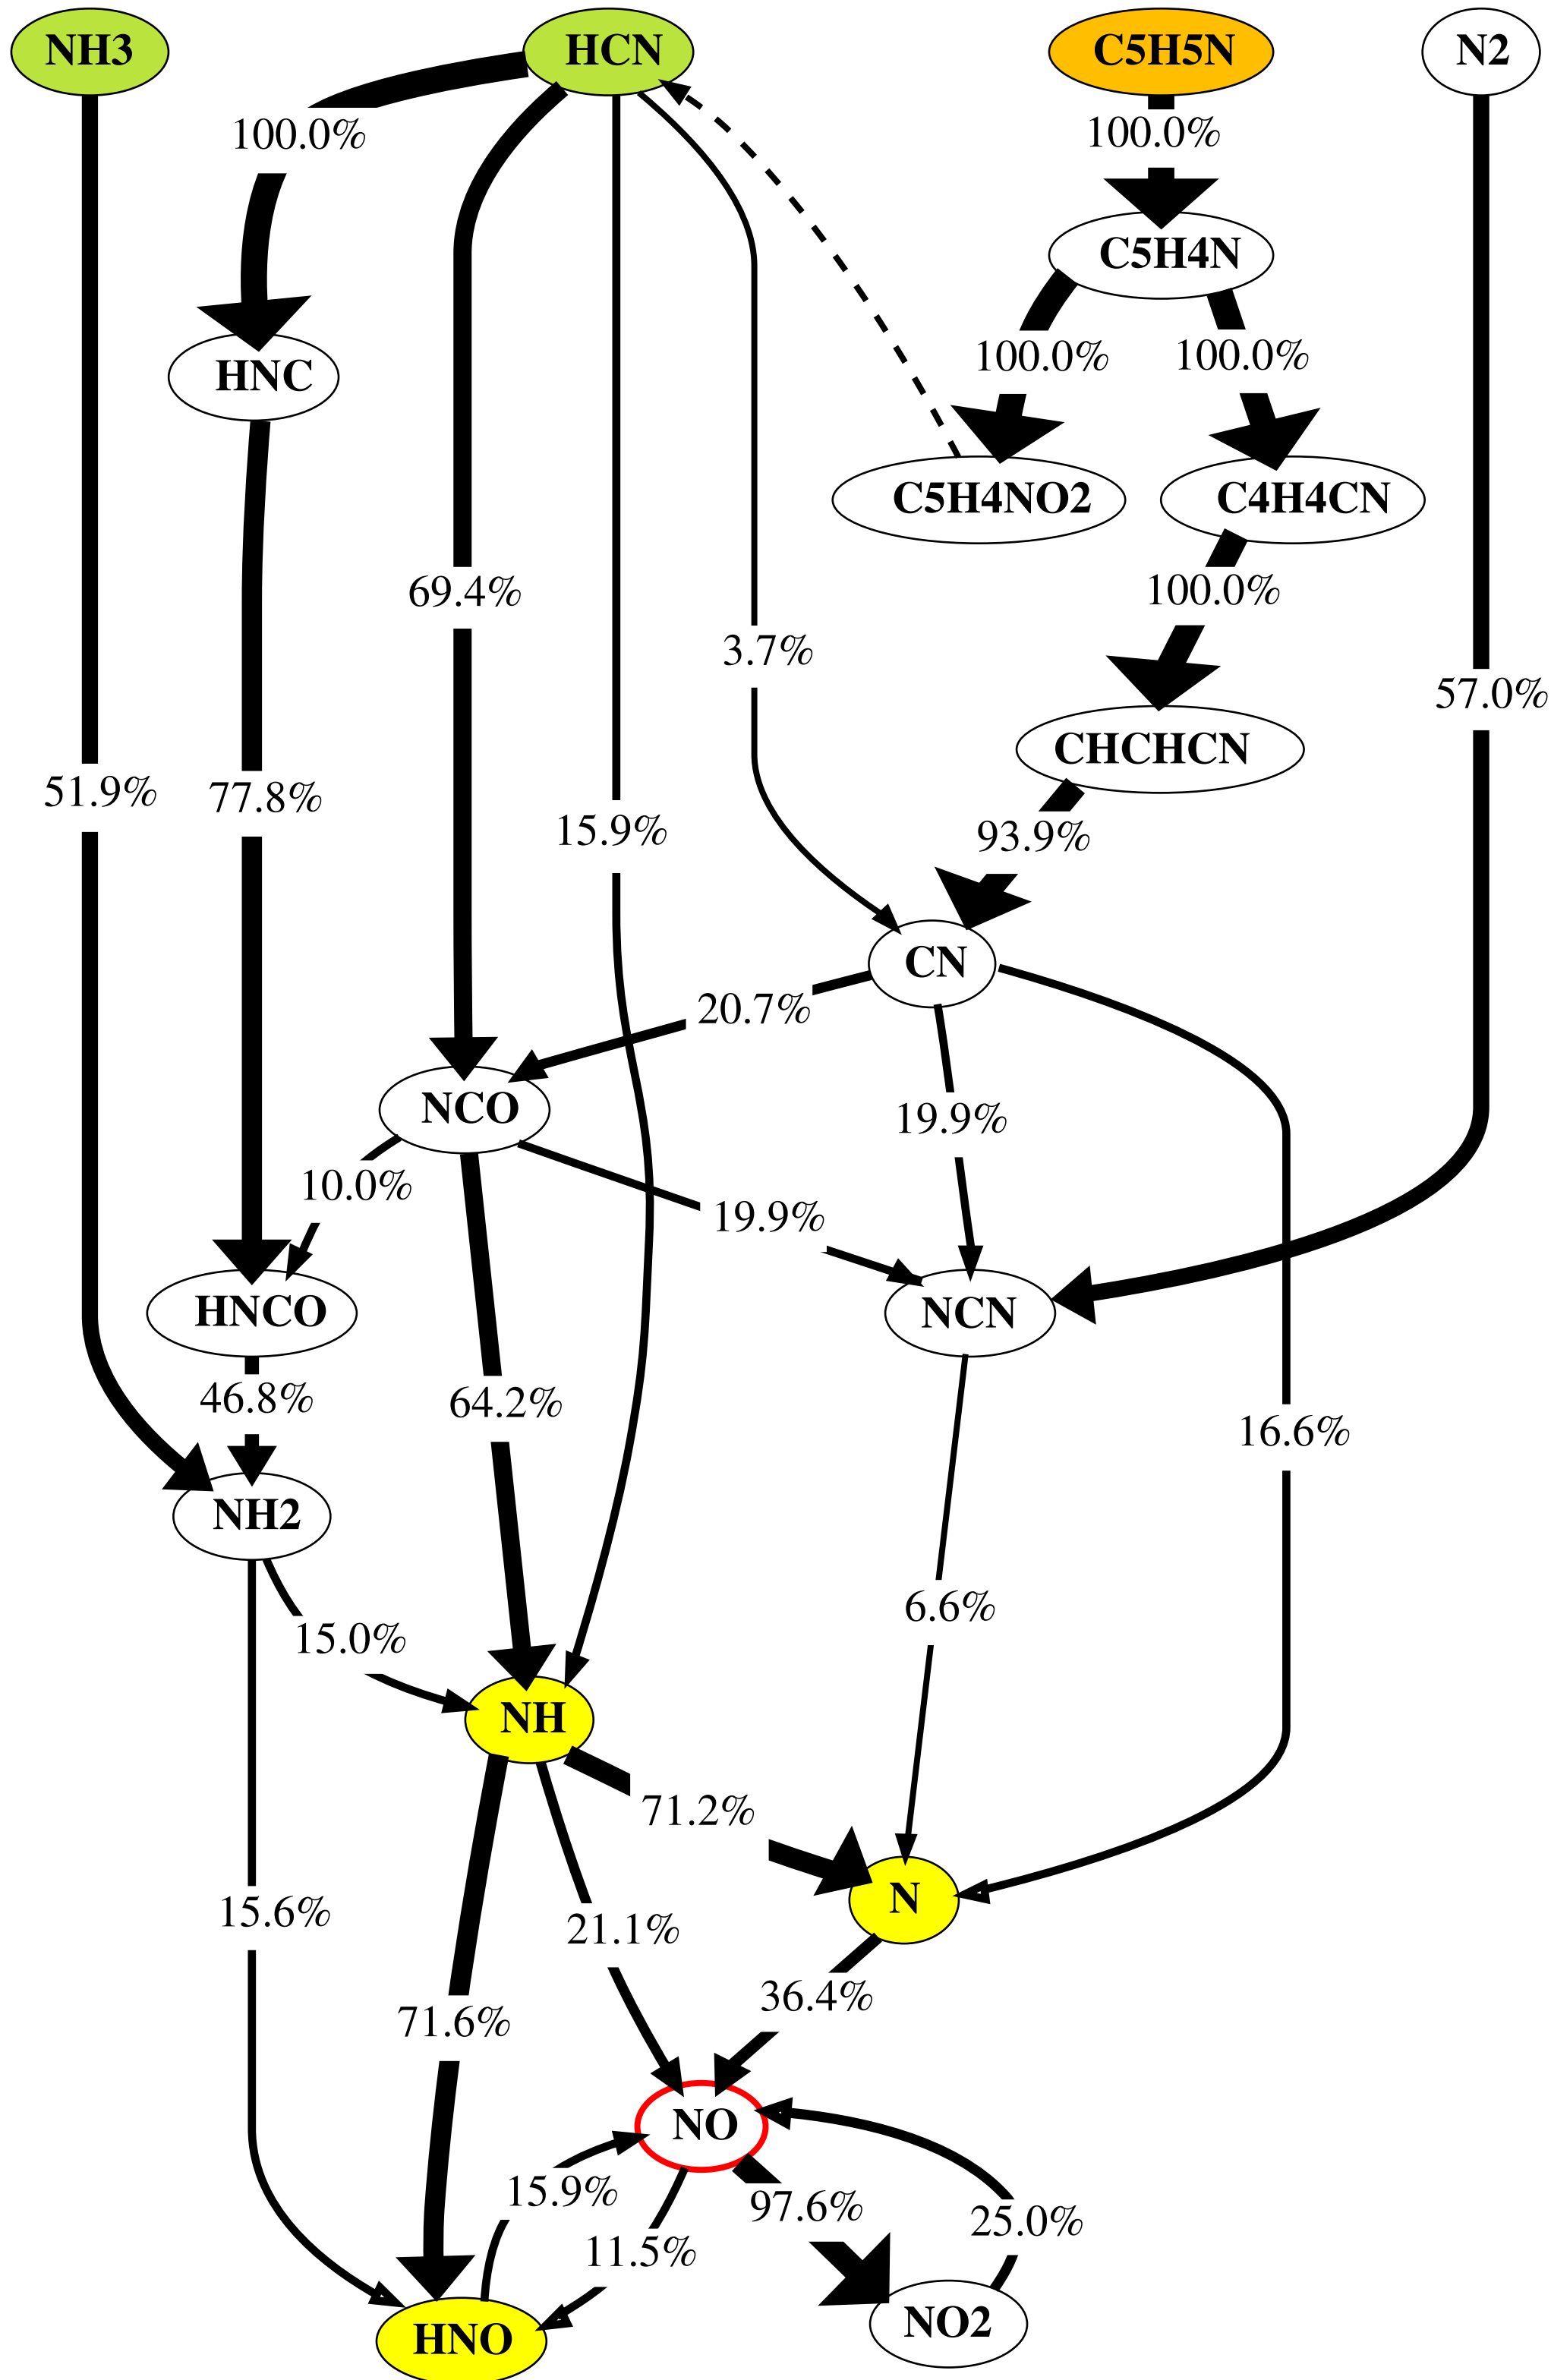 NH3
HCN
C5H5N
N2
100.0%
100.0%
C5H4N
100.0%
100.0%
HNC
C5H4NO2
C4H4CN
69.4%
100.0%
3.7%
57.0%
CHCHCN
51.9%
77.8%
15.9%
93.9%
CN
20.7%
NCO
19.9%
10.0%
19.9%
HNCO
NCN
46.8%
64.2%
16.6%
NH2
6.6%
15.0%
NH
71.2%
N
15.6%
21.1%
36.4%
71.6%
NO
15.9%
97.6%
25.0%
11.5%
NO2
HNO